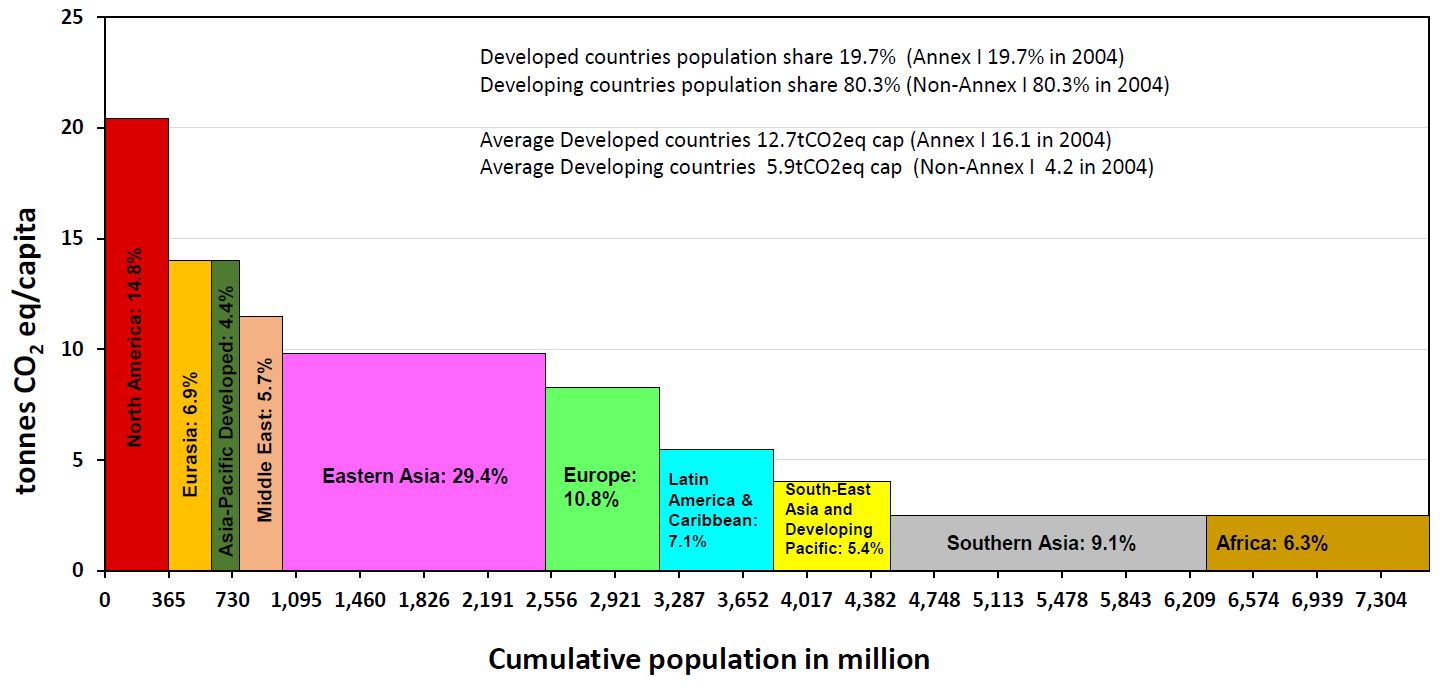 25
Developed countries population share 19.7% (Annex I 19.7% in 2004)
Developing countries population share 80.3% (Non-Annex I 80.3% in 2004)
20
Average Developed countries 12.7tCO2eq cap (Annex I 16.1 in 2004)
Average Developing countries 5.9tCO2eq cap (Non-Annex I 4.2 in 2004)
tonnes CO2 eq/capita
15
10
5
0
North America: 14.8%
Eurasia: 6.9%
Asia-Pacific Developed: 4.4%
Middle East: 5.7%
Eastern Asia: 29.4%
Europe:
10.8%
Latin
America &
Caribbean:
7.1%
South-East
Asia and
Developing
Pacific: 5.4%
Southern Asia: 9.1%
Africa: 6.3%
0 365 730 1,095 1,460 1,826 2,191 2,556 2,921 3,287 3,652 4,017 4,382 4,748 5,113 5,478 5,843 6,209 6,574 6,939 7,304
Cumulative population in million